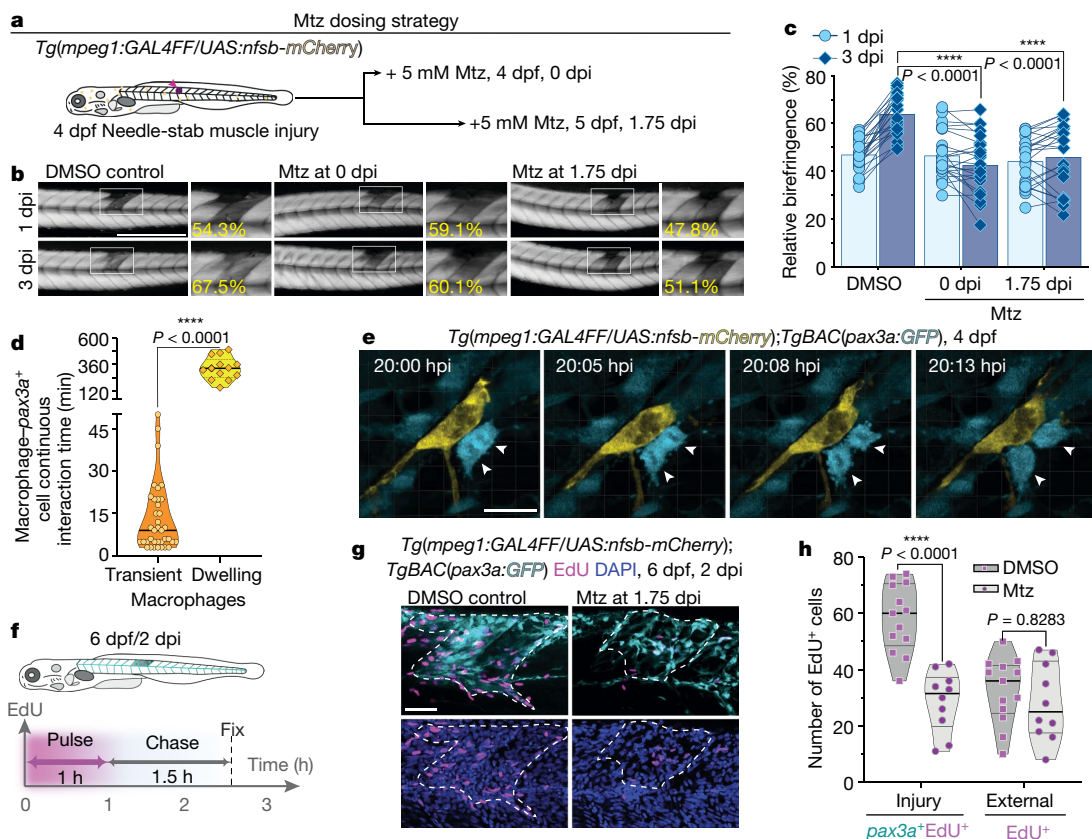 a
Mtz dosing strategy
Tg(mpeg1:GAL4FF/UAS:nfsb-mCherry)
+ 5 mM Mtz, 4 dpf, 0 dpi
+5 mM Mtz, 5 dpf, 1.75 dpi
4 dpf Needle-stab muscle injury
b
DMSO control
Mtz at 0 dpi
Mtz at 1.75 dpi
1 dpi
54.3%
59.1%
47.8%
3 dpi
67.5%
60.1%
51.1%
c
1 dpi
3 dpi
****
P < 0.0001
****
P < 0.0001
Relative birefringence (%)
80
60
40
20
0
DMSO
0 dpi
1.75 dpi
Mtz
d
****
P < 0.0001
Macrophage–pax3a+
cell continuous
interaction time (min)
600
360
120
45
30
15
0
Transient
Dwelling
Macrophages
e
Tg(mpeg1:GAL4FF/UAS:nfsb-mCherry);TgBAC(pax3a:GFP), 4 dpf
20:00 hpi
20:05 hpi
20:08 hpi
20:13 hpi
f
6 dpf/2 dpi
EdU
Fix
Pulse
Chase
Time (h)
1 h
1.5 h
0
1
2
3
g
Tg(mpeg1:GAL4FF/UAS:nfsb-mCherry);
TgBAC(pax3a:GFP) EdU DAPI, 6 dpf, 2 dpi
DMSO control
Mtz at 1.75 dpi
h
****
P < 0.0001
DMSO
Mtz
P = 0.8283
Number of EdU+ cells
80
60
40
20
0
Injury
External
pax3a+EdU+
EdU+